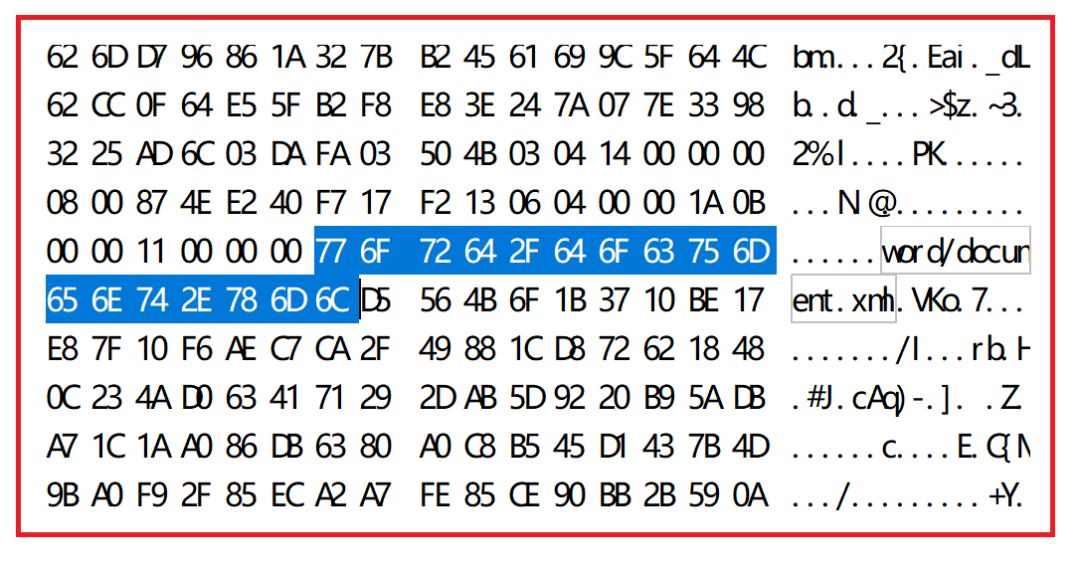 62 6D D7 96 86 1A 32 7B B2 45 61 69 9C 5F 64 4C bm...2{.Eai._dL
62 CC 0F 64 E5 5F B2 F8 E8 3E 24 7A 07 7E 33 98 b..d_...>$z.~3.
32 25 AD 6C 03 DA FA 03 50 4B 03 04 14 00 00 00 2%l....PK......
08 00 87 4E E2 40 F7 17 F2 13 06 04 00 00 1A 0B ...N@.........
00 00 11 00 00 00 77 6F 72 64 2F 64 6F 63 75 6D ......word/docum
65 6E 74 2E 78 6D 6C D5 56 4B 6F 1B 37 10 BE 17 ent.xml.VKo.7...
E8 7F 10 F6 AE C7 CA 2F 49 88 1C D8 72 62 18 48 ......./I...rb.H
0C 23 4A D0 63 41 71 29 2D AB 5D 92 20 B9 5A DB .#J.cAq)-.]. .Z
A7 1C 1A A0 86 DB 63 80 A0 C8 B5 45 D1 43 7B 4D ......c....E.C{M
9B A0 F9 2F 85 EC A2 A7 FE 85 CE 90 BB 2B 59 0A .../.........+Y.